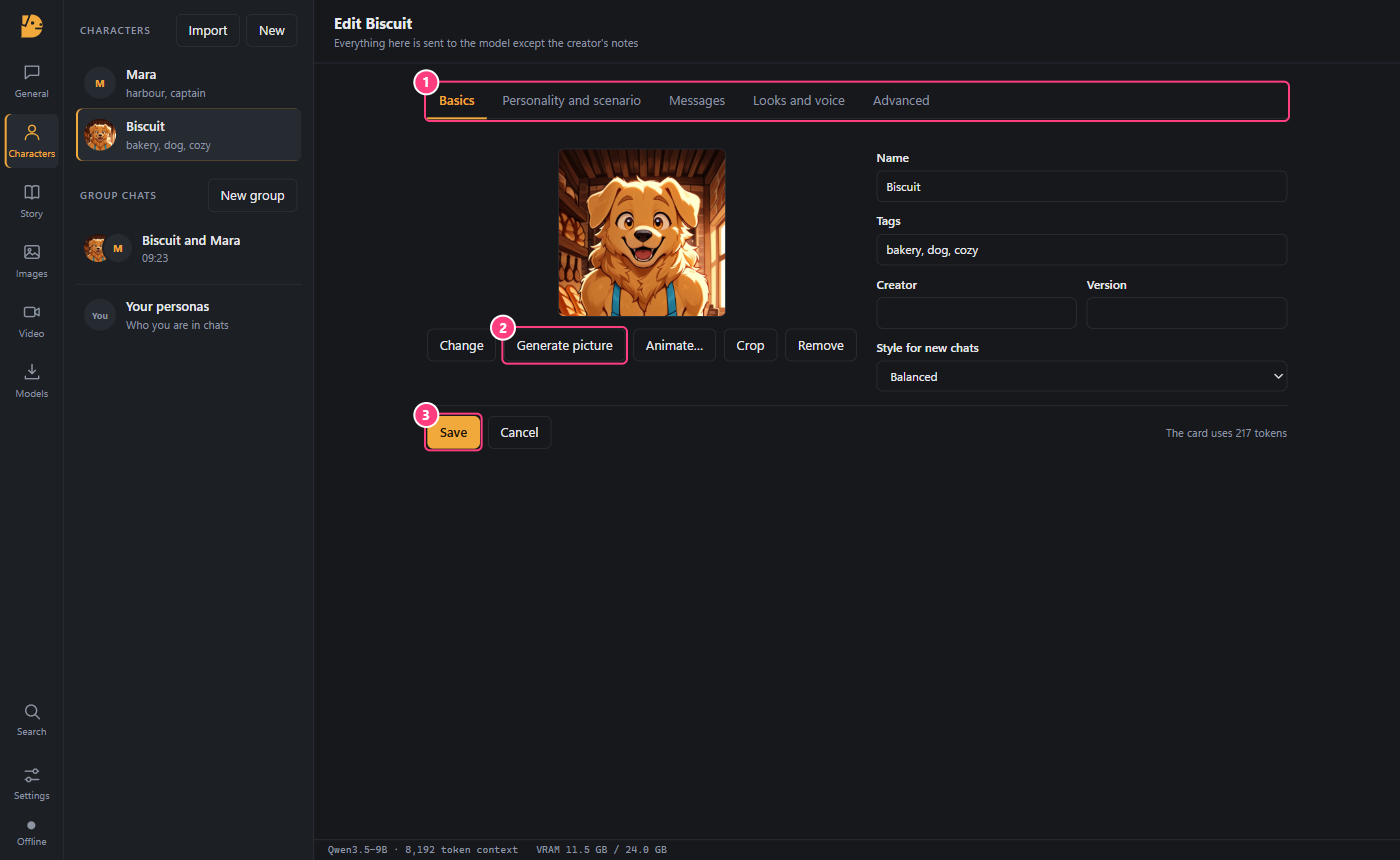 CHARACTERS
Import
New
General
Characters
Story
Images
Video
Models
Search
Settings
Offline
M
Mara
harbour, captain
Biscuit
bakery, dog, cozy
GROUP CHATS
New group
M
Biscuit and Mara
09:23
You
Your personas
Who you are in chats
Edit Biscuit
Everything here is sent to the model except the creator's notes
1
Basics
Personality and scenario
Messages
Looks and voice
Advanced
2
Change
Generate picture
Animate...
Crop
Remove
Name
Biscuit
Tags
bakery, dog, cozy
Creator
Version
Style for new chats
Balanced
3
Save
Cancel
The card uses 217 tokens
Qwen3.5-9B · 8,192 token context
VRAM 11.5 GB / 24.0 GB